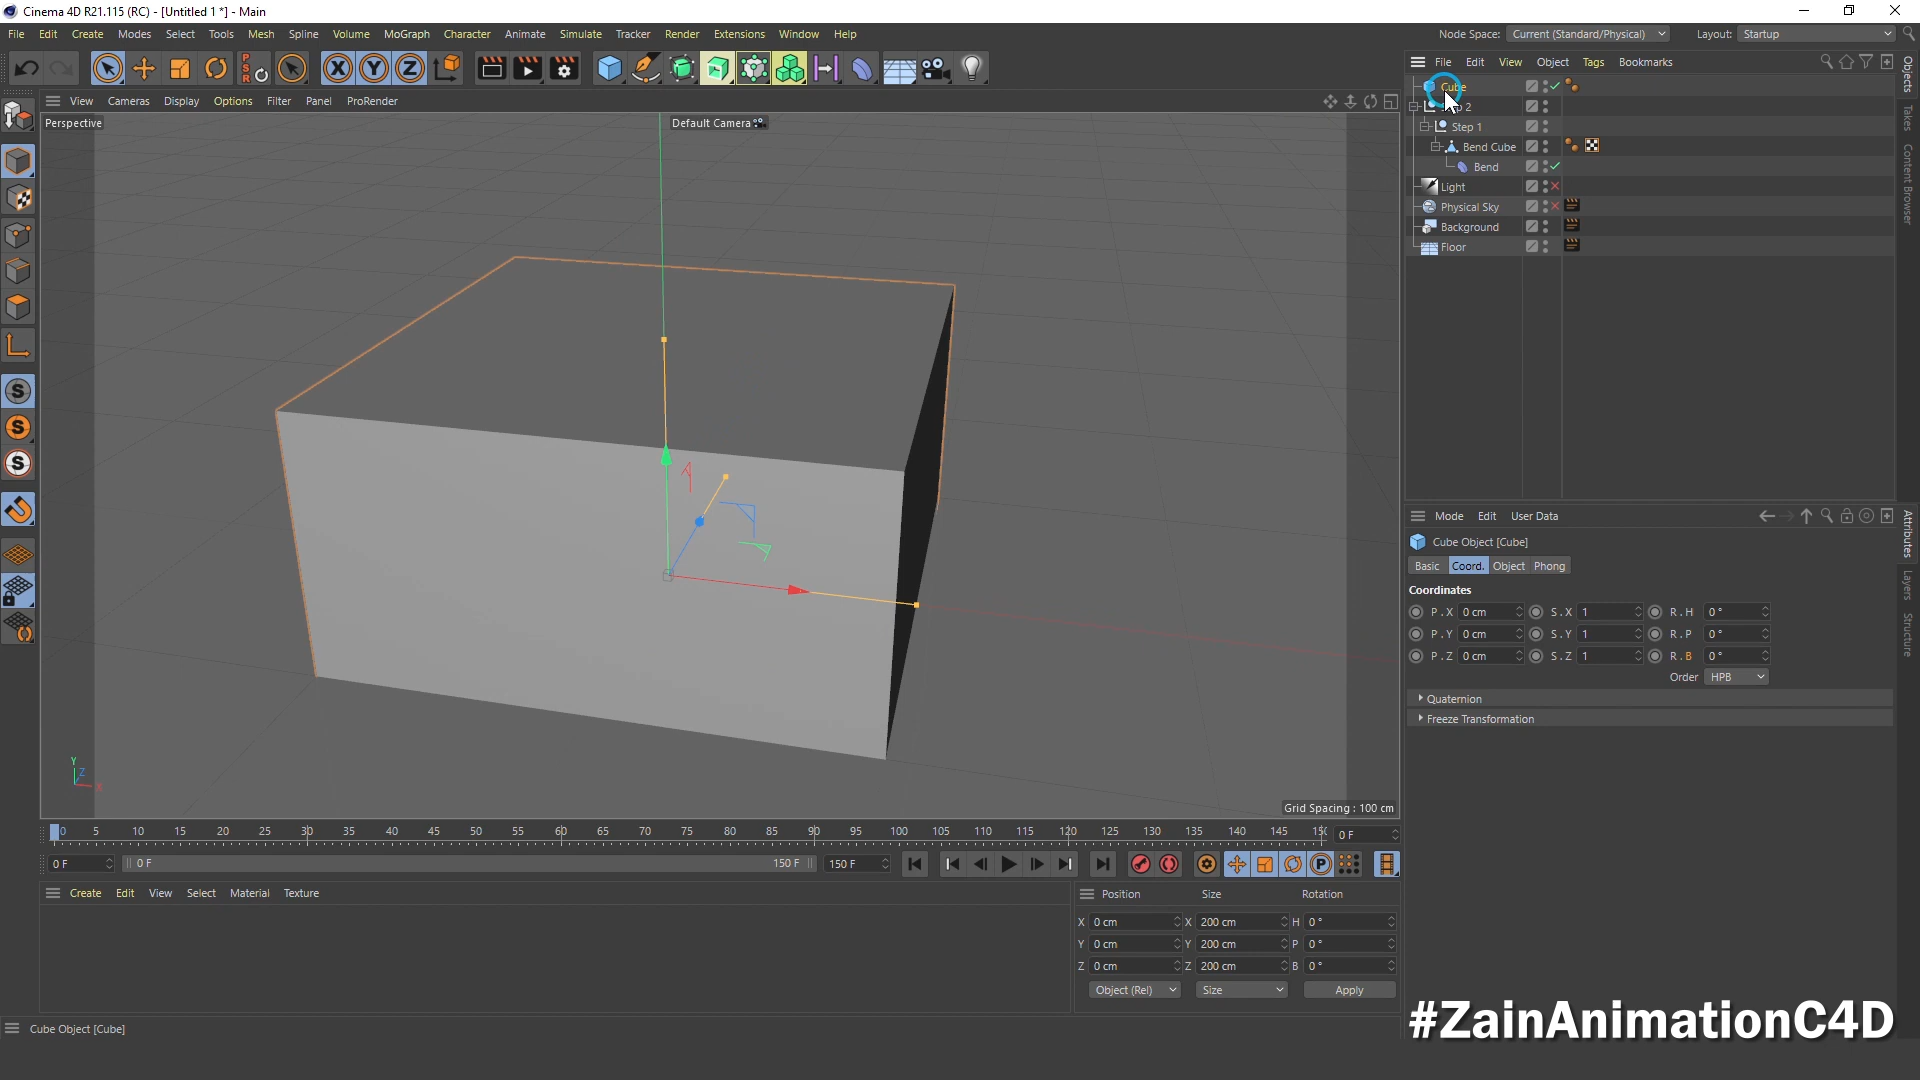 Cinema 4D R21.115 (RC) - [Untitled 1 *] - Main
File Edit Create Modes Select Tools Mesh Spline Volume MoGraph Character Animate Simulate Tracker Render Extensions Window Help
Node Space: Current (Standard/Physical) Layout: Startup
File Edit View Object Tags Bookmarks
View Cameras Display Options Filter Panel ProRender
Perspective
Default Camera
Cube
Step 1
Bend Cube
Bend
Light
Physical Sky
Background
Floor
Objects
Takes
Content Browser
Mode Edit User Data
Cube Object [Cube]
Basic Coord. Object Phong
Coordinates
P.X 0 cm S.X 1 R.H 0°
P.Y 0 cm S.Y 1 R.P 0°
P.Z 0 cm S.Z 1 R.B 0°
Order HPB
Quaternion
Freeze Transformation
Attributes
Layers
Structure
Grid Spacing : 100 cm
0 5 10 15 20 25 30 35 40 45 50 55 60 65 70 75 80 85 90 95 100 105 110 115 120 125 130 135 140 145 0 F
0 F 0 F 150 F 150 F
Create Edit View Select Material Texture
Position Size Rotation
X 0 cm X 200 cm H 0°
Y 0 cm Y 200 cm P 0°
Z 0 cm Z 200 cm B 0°
Object (Rel) Size Apply
Cube Object [Cube]
#ZainAnimationC4D